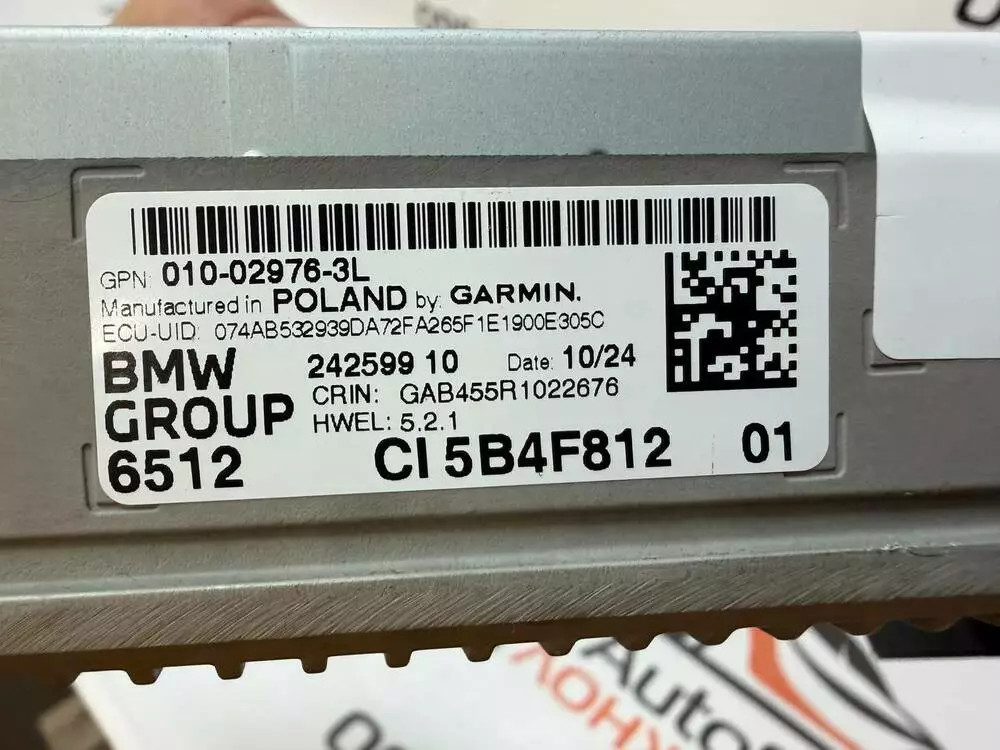 GPN: 010-02976-3L
Manufactured in POLAND by: GARMIN.
ECU-UID: 074AB532939DA72FA265F1E1900E305C
BMW GROUP
242599 10 Date: 10/24
CRIN: GAB455R1022676
HWEL: 5.2.1
6512 CI 5B4F812 01
Autos